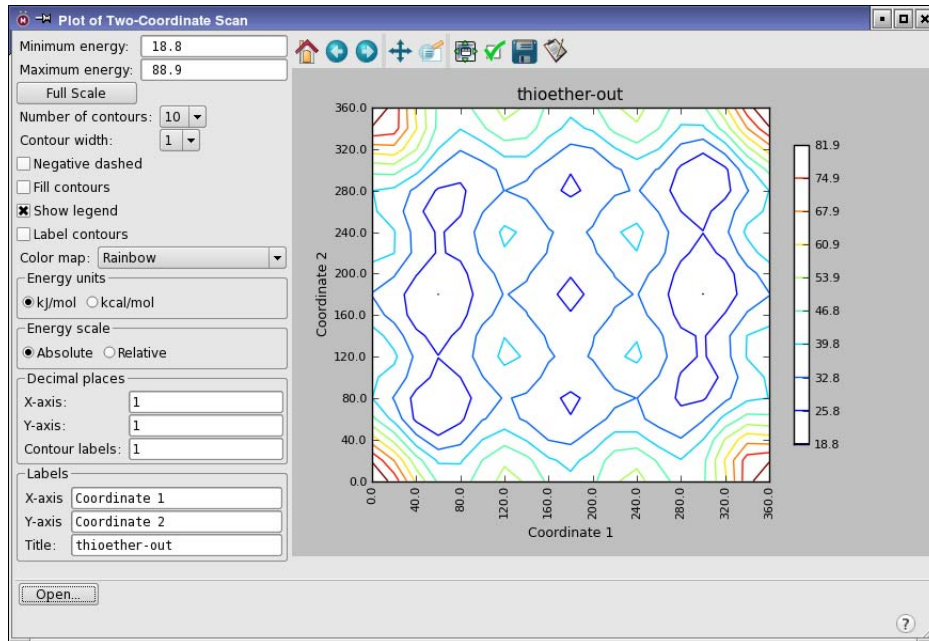 Plot of Two-Coordinate Scan
Minimum energy: 18.8
Maximum energy: 88.9
Full Scale
Number of contours: 10
Contour width: 1
Negative dashed
Fill contours
Show legend
Label contours
Color map: Rainbow
Energy units
kJ/mol kcal/mol
Energy scale
Absolute Relative
Decimal places
X-axis: 1
Y-axis: 1
Contour labels: 1
Labels
X-axis Coordinate 1
Y-axis Coordinate 2
Title: thioether-out
Open...
thioether-out
360.0
320.0
280.0
240.0
200.0
160.0
120.0
80.0
40.0
0.0
Coordinate 2
0.0 40.0 80.0 120.0 160.0 200.0 240.0 280.0 320.0 360.0
Coordinate 1
81.9
74.9
67.9
60.9
53.9
46.8
39.8
32.8
25.8
18.8
?